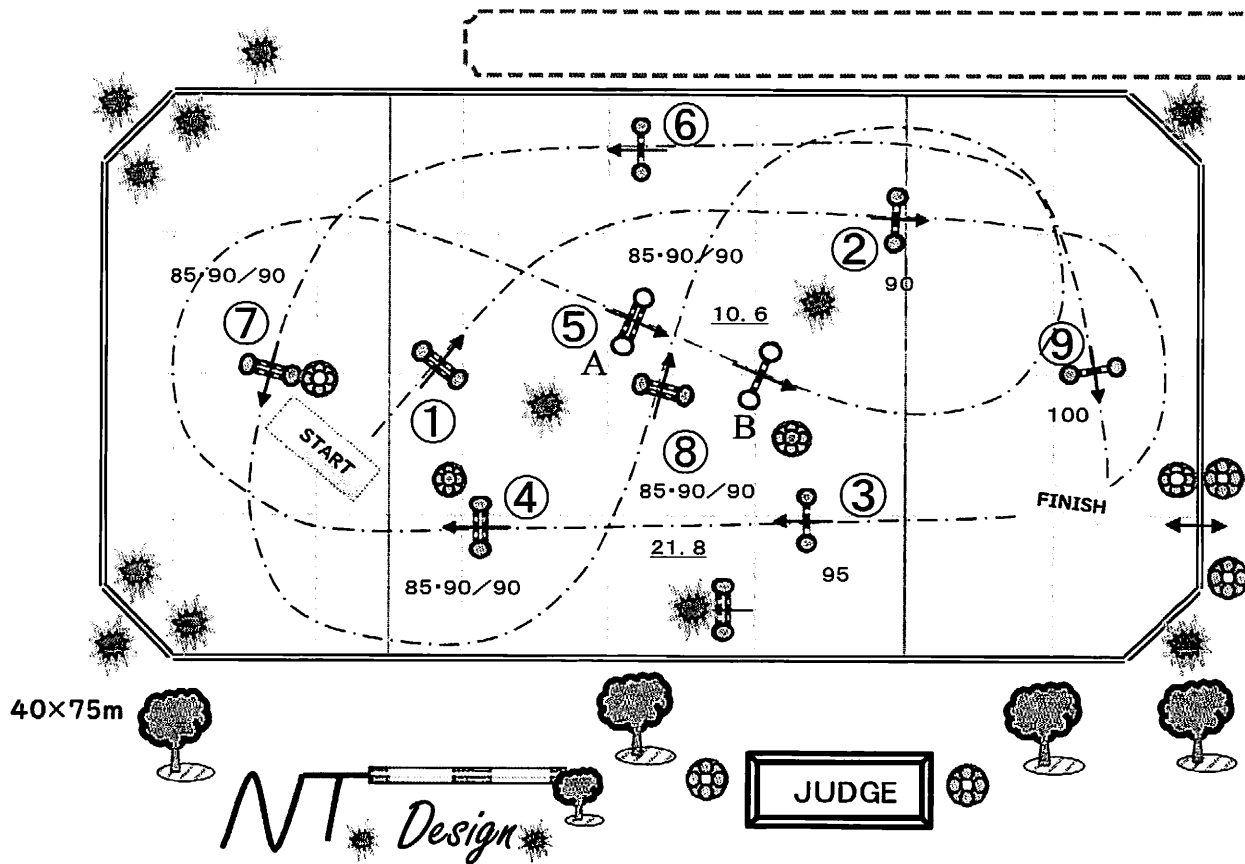 ⑥
②
90
85・90/90
85・90/90
⑦
⑤
A
10.6
⑨
100
START
①
B
⑧
85・90/90
④
③
FINISH
21.8
95
85・90/90
40×75m
NT
Design
JUDGE